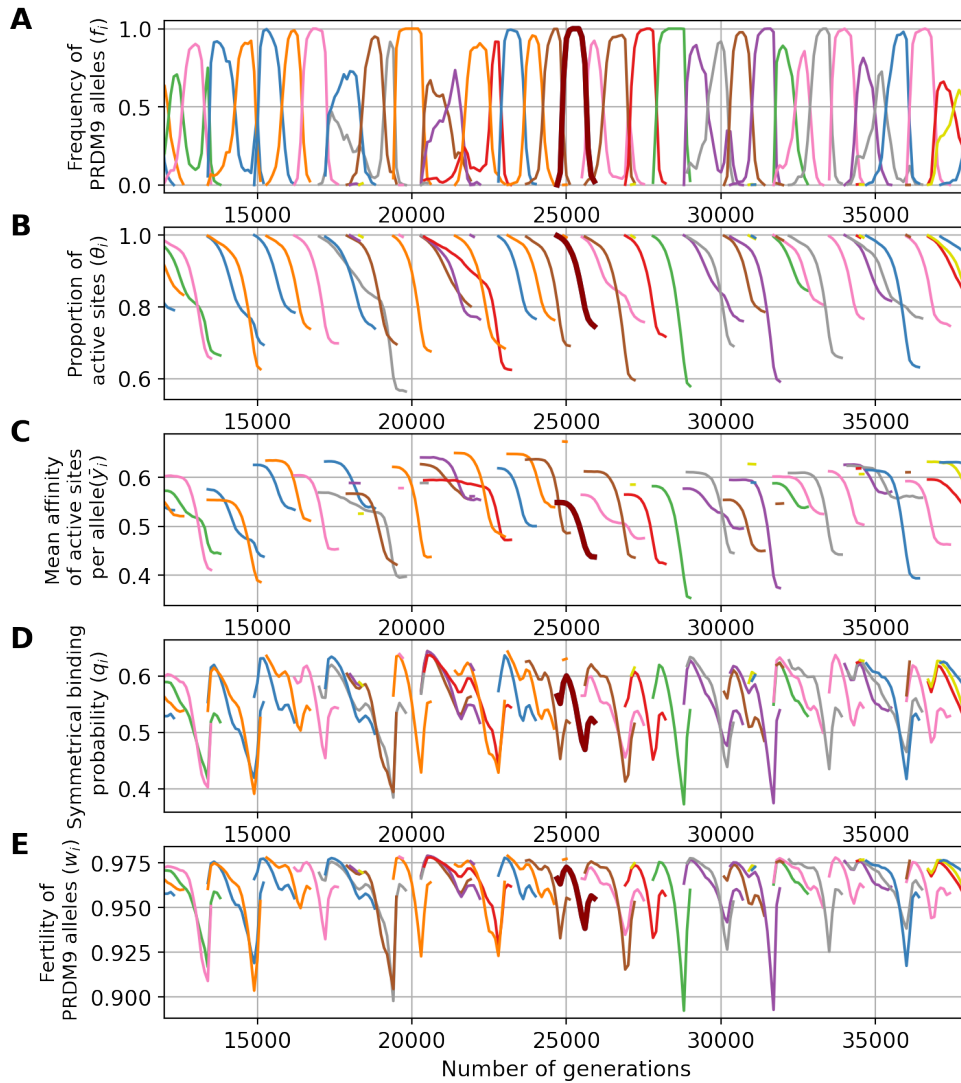 A
Frequency of
PRDM9 alleles (fᵢ)
1.0
0.5
0.0
15000 20000 25000 30000 35000
B
Proportion of
active sites (θᵢ)
1.0
0.8
0.6
15000 20000 25000 30000 35000
C
Mean affinity
of active sites
per allele(ȳᵢ)
0.6
0.5
0.4
15000 20000 25000 30000 35000
D
Symmetrical binding
probability (qᵢ)
0.6
0.5
0.4
15000 20000 25000 30000 35000
E
Fertility of
PRDM9 alleles (wᵢ)
0.975
0.950
0.925
0.900
15000 20000 25000 30000 35000
Number of generations